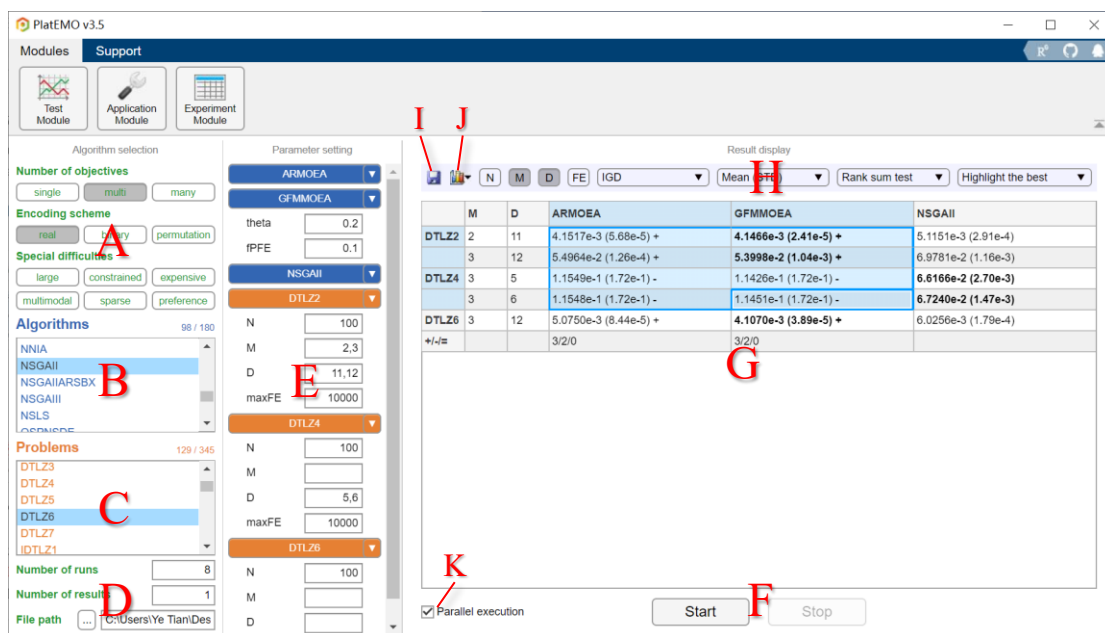 PlatEMO v3.5
Modules Support
Test Module
Application Module
Experiment Module
Algorithm selection
Number of objectives
single multi many
Encoding scheme
real binary permutation
A
Special difficulties
large constrained expensive
multimodal sparse preference
Algorithms 98 / 180
NNIA
NSGAII
NSGAIIARSBX
NSGAIII
NSLS
OSPNSDE
B
Problems 129 / 345
DTLZ3
DTLZ4
DTLZ5
DTLZ6
DTLZ7
IDTLZ1
C
Number of runs 8
Number of results 1
File path ... C:\Users\Ye Tian\Des
D
Parameter setting
ARMOEA
GFMMOEA
theta 0.2
fPFE 0.1
NSGAII
DTLZ2
N 100
M 2,3
D 11,12
maxFE 10000
E
DTLZ4
N 100
M
D 5,6
maxFE 10000
DTLZ6
N 100
M
D
Result display
I J
N M D FE IGD Mean (STD) Rank sum test Highlight the best
H
M D ARMOEA GFMMOEA NSGAII
DTLZ2 2 11 4.1517e-3 (5.68e-5) + 4.1466e-3 (2.41e-5) + 5.1151e-3 (2.91e-4)
3 12 5.4964e-2 (1.26e-4) + 5.3998e-2 (1.04e-3) + 6.9781e-2 (1.16e-3)
DTLZ4 3 5 1.1549e-1 (1.72e-1) - 1.1426e-1 (1.72e-1) - 6.6166e-2 (2.70e-3)
3 6 1.1548e-1 (1.72e-1) - 1.1451e-1 (1.72e-1) - 6.7240e-2 (1.47e-3)
DTLZ6 3 12 5.0750e-3 (8.44e-5) + 4.1070e-3 (3.89e-5) + 6.0256e-3 (1.79e-4)
+/-/= 3/2/0 3/2/0
G
K
Parallel execution
Start Stop
F